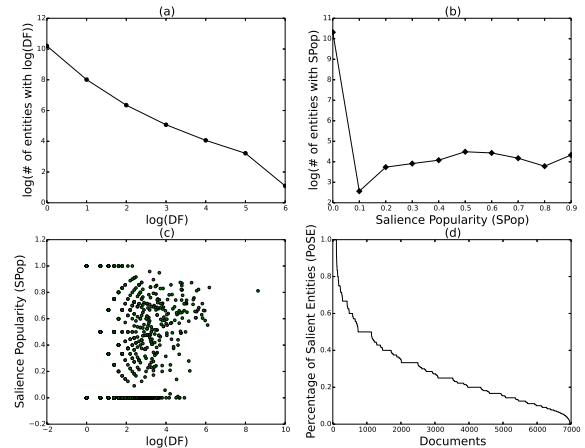 (a)
log(# of entities with log(DF))
12
10
8
6
4
2
0
0 1 2 3 4 5 6
log(DF)
(b)
log(# of entities with SPop)
11
10
9
8
7
6
5
4
3
2
0.0 0.1 0.2 0.3 0.4 0.5 0.6 0.7 0.8 0.9
Salience Popularity (SPop)
(c)
Salience Popularity (SPop)
1.2
1.0
0.8
0.6
0.4
0.2
0.0
−0.2
−2 0 2 4 6 8 10
log(DF)
(d)
Percentage of Salient Entities (PoSE)
1.0
0.8
0.6
0.4
0.2
0.0
0 1000 2000 3000 4000 5000 6000 7000
Documents